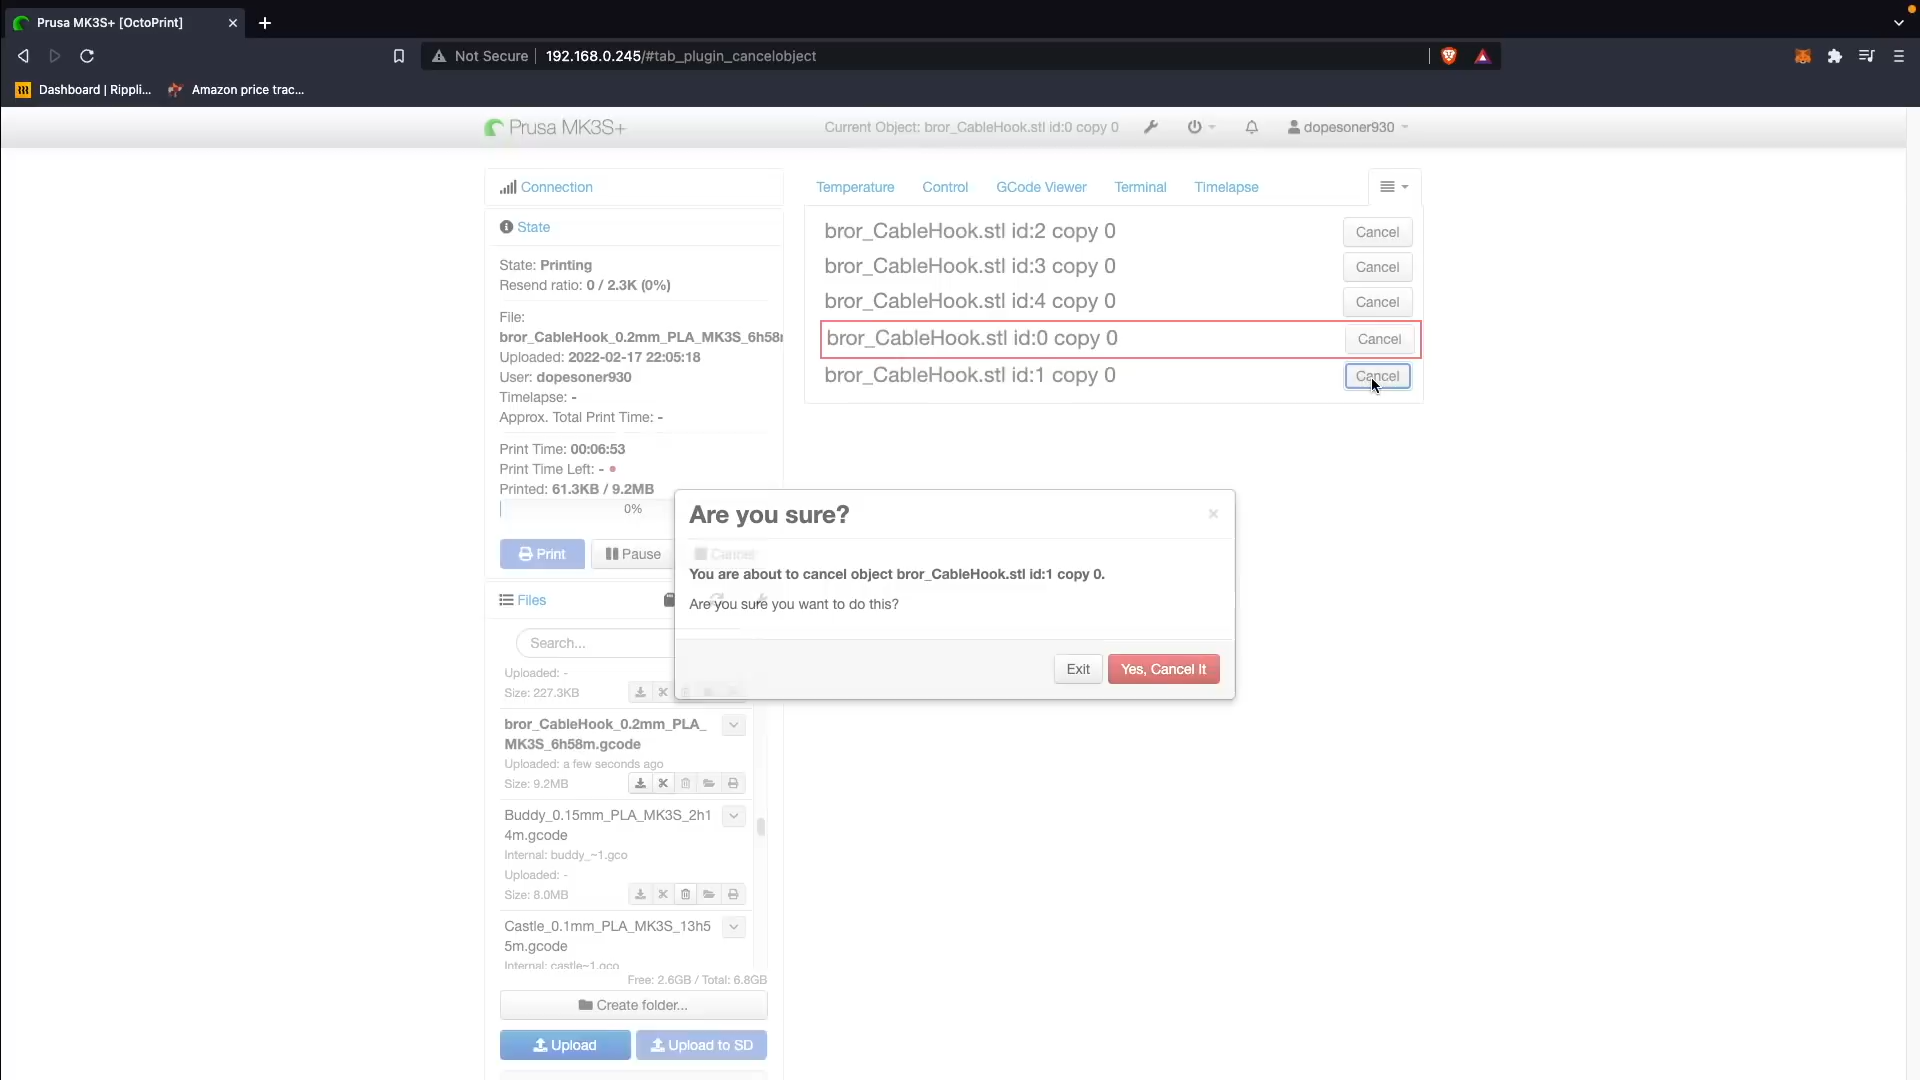 Prusa MK3S+ [OctoPrint]
Not Secure
192.168.0.245/#tab_plugin_cancelobject
Dashboard | Rippli...
Amazon price trac...
Prusa MK3S+
Current Object: bror_CableHook.stl id:0 copy 0
dopesoner930
Connection
State
State: Printing
Resend ratio: 0 / 2.3K (0%)
File:
bror_CableHook_0.2mm_PLA_MK3S_6h58
Uploaded: 2022-02-17 22:05:18
User: dopesoner930
Timelapse: -
Approx. Total Print Time: -
Print Time: 00:06:53
Print Time Left: -
Printed: 61.3KB / 9.2MB
0%
Print
Pause
Cancel
Files
Search...
Uploaded: -
Size: 227.3KB
bror_CableHook_0.2mm_PLA_
MK3S_6h58m.gcode
Uploaded: a few seconds ago
Size: 9.2MB
Buddy_0.15mm_PLA_MK3S_2h1
4m.gcode
Internal: buddy_~1.gco
Uploaded: -
Size: 8.0MB
Castle_0.1mm_PLA_MK3S_13h5
5m.gcode
Internal: castle~1.gco
Free: 2.6GB / Total: 6.8GB
Create folder...
Upload
Upload to SD
Temperature
Control
GCode Viewer
Terminal
Timelapse
bror_CableHook.stl id:2 copy 0
Cancel
bror_CableHook.stl id:3 copy 0
Cancel
bror_CableHook.stl id:4 copy 0
Cancel
bror_CableHook.stl id:0 copy 0
Cancel
bror_CableHook.stl id:1 copy 0
Cancel
Are you sure?
×
You are about to cancel object bror_CableHook.stl id:1 copy 0.
Are you sure you want to do this?
Exit
Yes, Cancel It